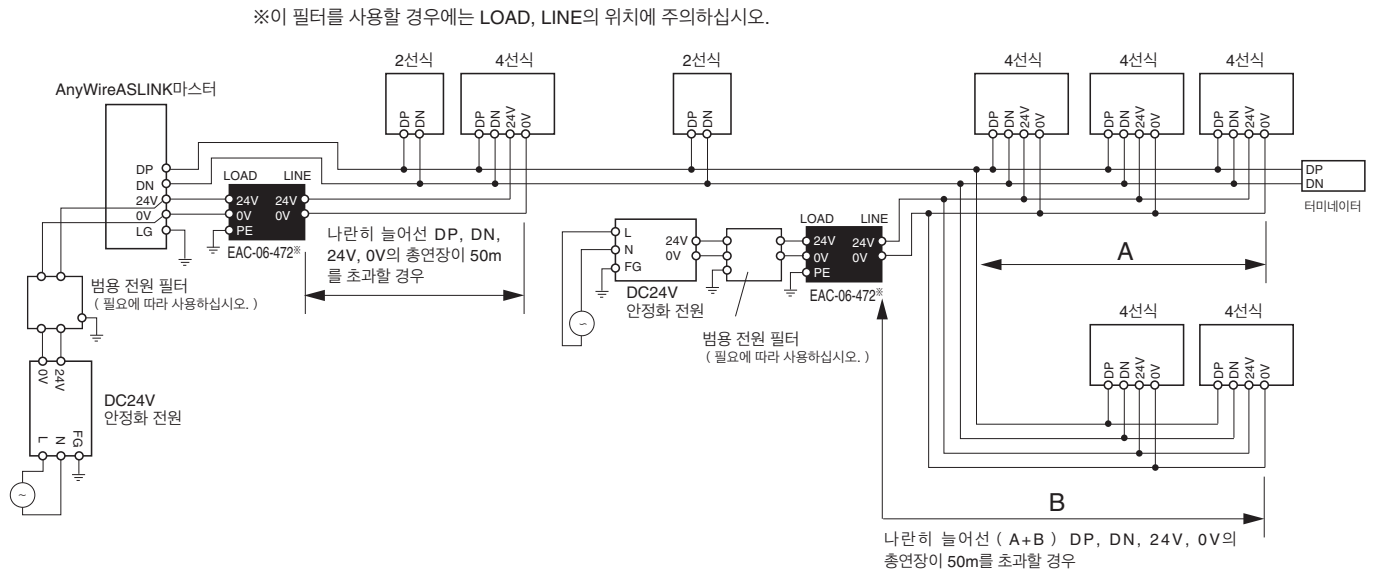 ※이 필터를 사용할 경우에는 LOAD, LINE의 위치에 주의하십시오.
2선식
4선식
2선식
4선식
4선식
4선식
AnyWireASLINK마스터
DP
DN
DP
DN
24V
0V
DP
DN
DP
DN
24V
0V
DP
DN
24V
0V
DP
DN
24V
0V
DP
DN
24V
0V
LG
LOAD
LINE
24V
24V
0V
0V
PE
EAC-06-472※
DP
DN
터미네이터
나란히 늘어선 DP, DN,
24V, 0V의 총연장이 50m
를 초과할 경우
L
N
FG
24V
0V
DC24V
안정화 전원
LOAD
LINE
24V
24V
0V
0V
PE
EAC-06-472※
A
범용 전원 필터
( 필요에 따라 사용하십시오. )
범용 전원 필터
( 필요에 따라 사용하십시오. )
4선식
4선식
DP
DN
24V
0V
DP
DN
24V
0V
0V
24V
DC24V
안정화 전원
L
N
FG
~
~
B
나란히 늘어선 ( A+B ) DP, DN, 24V, 0V의
총연장이 50m를 초과할 경우